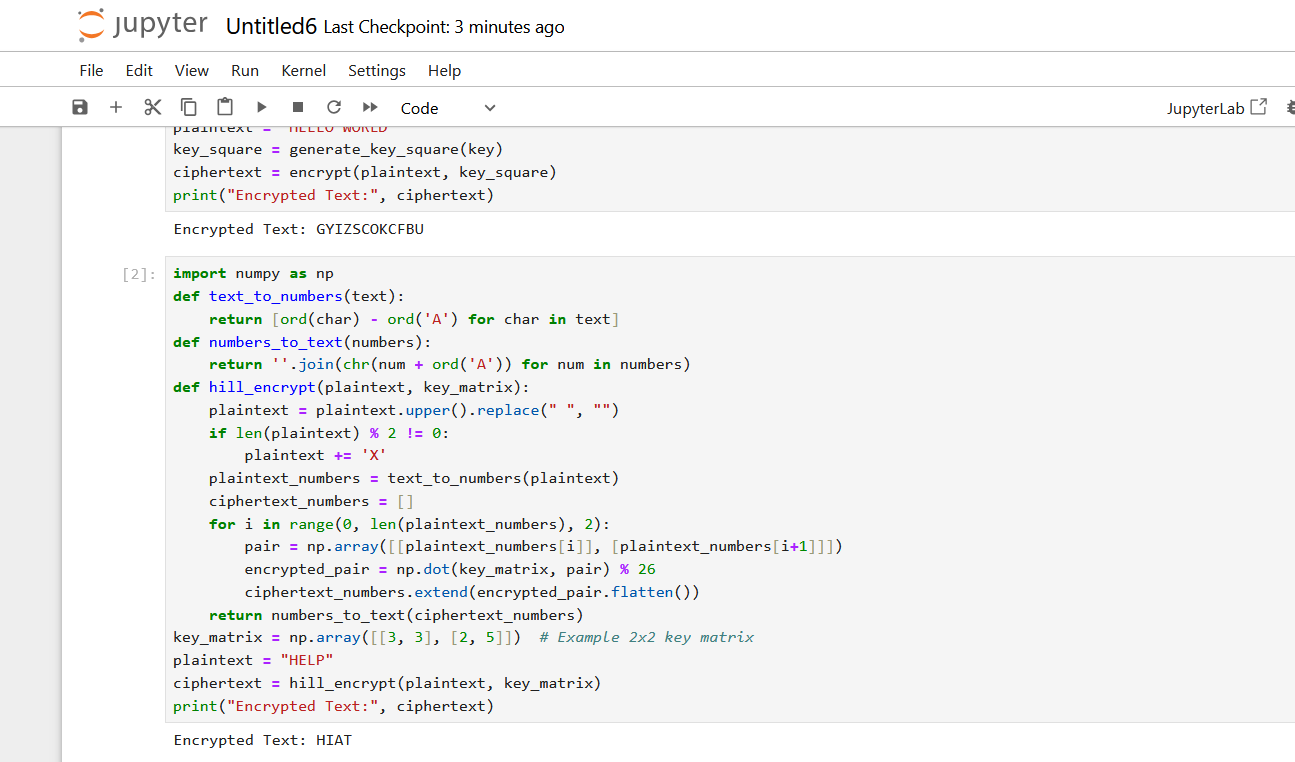 jupyter Untitled6 Last Checkpoint: 3 minutes ago
File Edit View Run Kernel Settings Help
Code JupyterLab
plaintext = "HELLO WORLD"
key_square = generate_key_square(key)
ciphertext = encrypt(plaintext, key_square)
print("Encrypted Text:", ciphertext)
Encrypted Text: GYIZSCOKCFBU
[2]: import numpy as np
def text_to_numbers(text):
    return [ord(char) - ord('A') for char in text]
def numbers_to_text(numbers):
    return ''.join(chr(num + ord('A')) for num in numbers)
def hill_encrypt(plaintext, key_matrix):
    plaintext = plaintext.upper().replace(" ", "")
    if len(plaintext) % 2 != 0:
        plaintext += 'X'
    plaintext_numbers = text_to_numbers(plaintext)
    ciphertext_numbers = []
    for i in range(0, len(plaintext_numbers), 2):
        pair = np.array([[plaintext_numbers[i]], [plaintext_numbers[i+1]]])
        encrypted_pair = np.dot(key_matrix, pair) % 26
        ciphertext_numbers.extend(encrypted_pair.flatten())
    return numbers_to_text(ciphertext_numbers)
key_matrix = np.array([[3, 3], [2, 5]])  # Example 2x2 key matrix
plaintext = "HELP"
ciphertext = hill_encrypt(plaintext, key_matrix)
print("Encrypted Text:", ciphertext)
Encrypted Text: HIAT